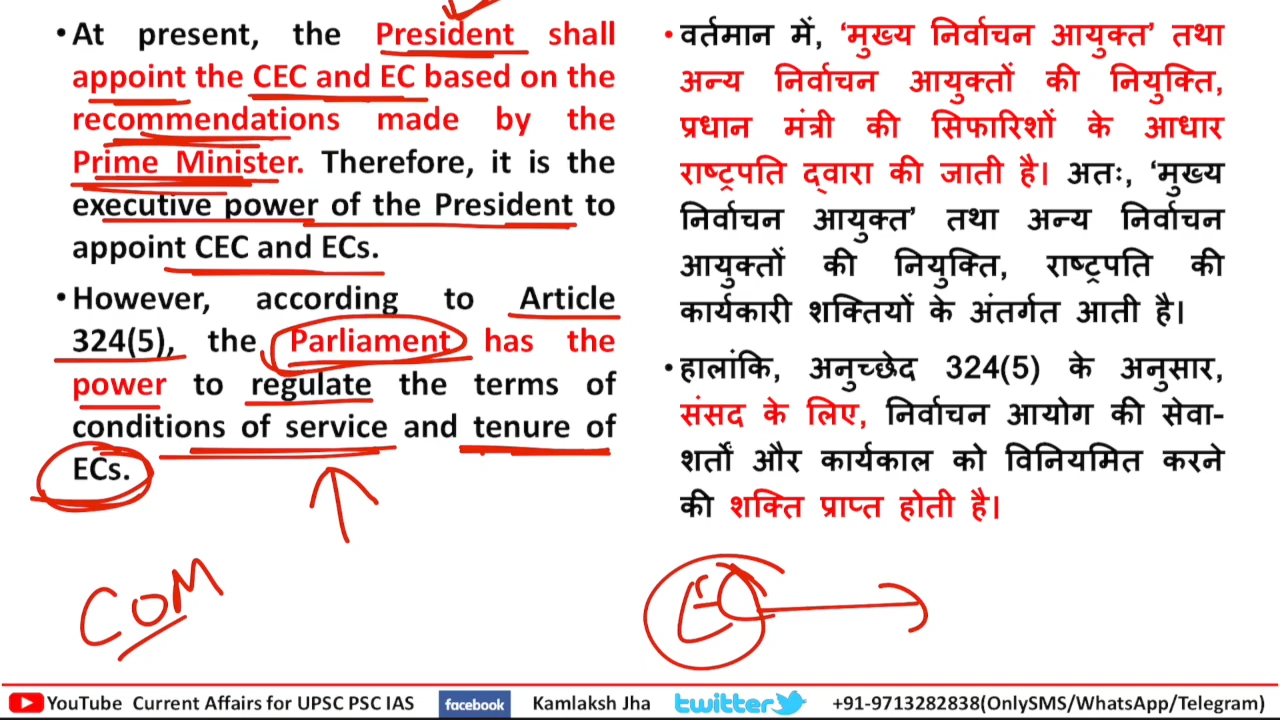 • At present, the President shall
appoint the CEC and EC based on the
recommendations made by the
Prime Minister. Therefore, it is the
executive power of the President to
appoint CEC and ECs.
• However, according to Article
324(5), the Parliament has the
power to regulate the terms of
conditions of service and tenure of
ECs.
COM
• वर्तमान में, ‘मुख्य निर्वाचन आयुक्त’ तथा
अन्य निर्वाचन आयुक्तों की नियुक्ति,
प्रधान मंत्री की सिफारिशों के आधार
राष्ट्रपति द्वारा की जाती है। अतः, ‘मुख्य
निर्वाचन आयुक्त’ तथा अन्य निर्वाचन
आयुक्तों की नियुक्ति, राष्ट्रपति की
कार्यकारी शक्तियों के अंतर्गत आती है।
• हालांकि, अनुच्छेद 324(5) के अनुसार,
संसद के लिए, निर्वाचन आयोग की सेवा-
शर्तों और कार्यकाल को विनियमित करने
की शक्ति प्राप्त होती है।
EC
YouTube Current Affairs for UPSC PSC IAS facebook Kamlaksh Jha twitter +91-9713282838(OnlySMS/WhatsApp/Telegram)